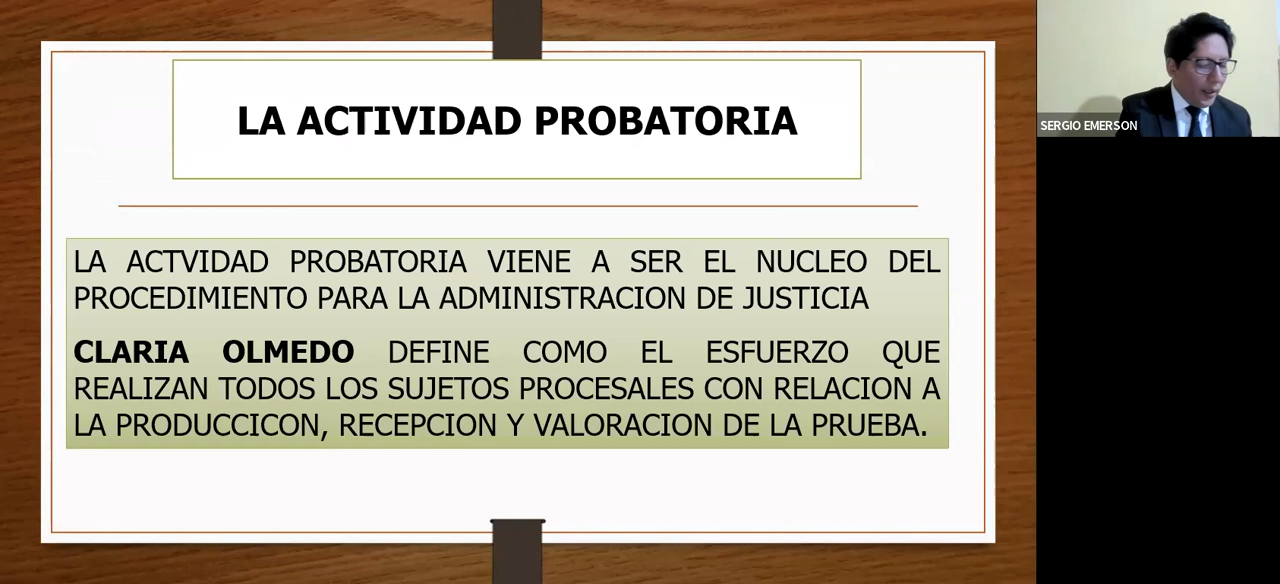 LA ACTIVIDAD PROBATORIA
LA ACTVIDAD PROBATORIA VIENE A SER EL NUCLEO DEL
PROCEDIMIENTO PARA LA ADMINISTRACION DE JUSTICIA
CLARIA OLMEDO DEFINE COMO EL ESFUERZO QUE
REALIZAN TODOS LOS SUJETOS PROCESALES CON RELACION A
LA PRODUCCICON, RECEPCION Y VALORACION DE LA PRUEBA.
SERGIO EMERSON